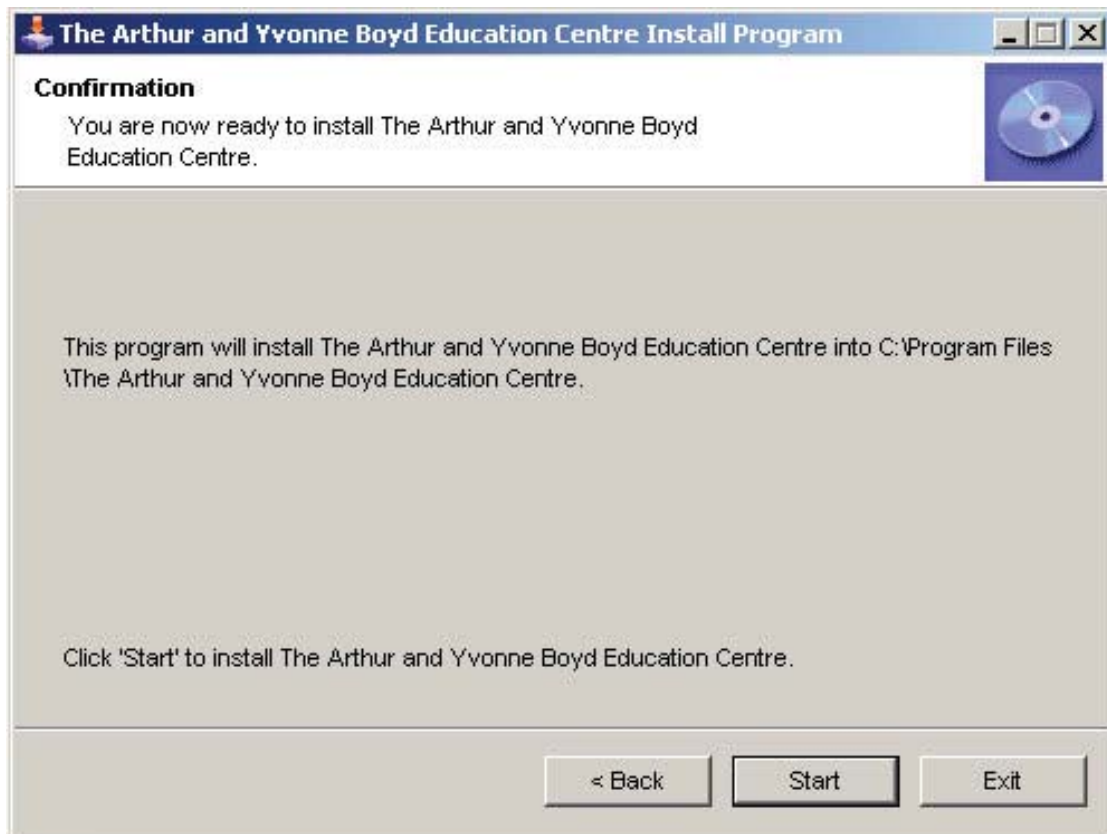 The Arthur and Yvonne Boyd Education Centre Install Program
Confirmation
You are now ready to install The Arthur and Yvonne Boyd
Education Centre.
This program will install The Arthur and Yvonne Boyd Education Centre into C:\Program Files
\The Arthur and Yvonne Boyd Education Centre.
Click 'Start' to install The Arthur and Yvonne Boyd Education Centre.
< Back
Start
Exit